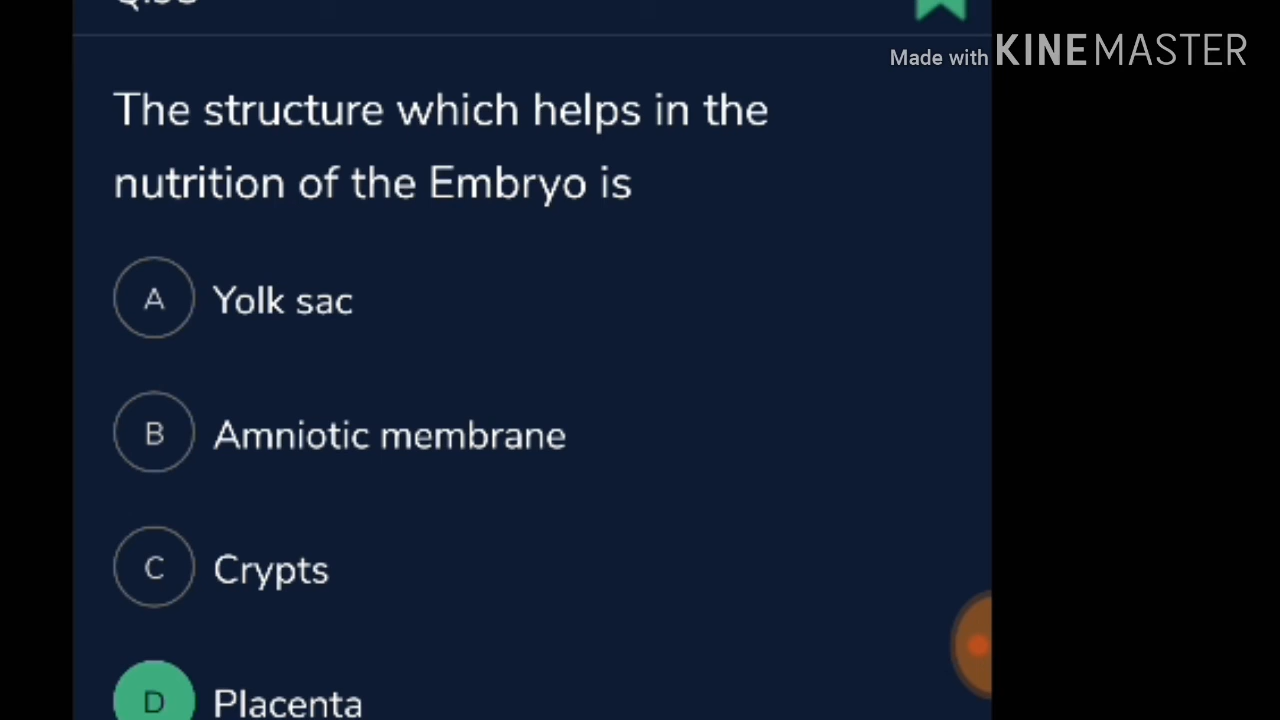 Made with KINEMASTER
The structure which helps in the
nutrition of the Embryo is
A Yolk sac
B Amniotic membrane
C Crypts
D Placenta